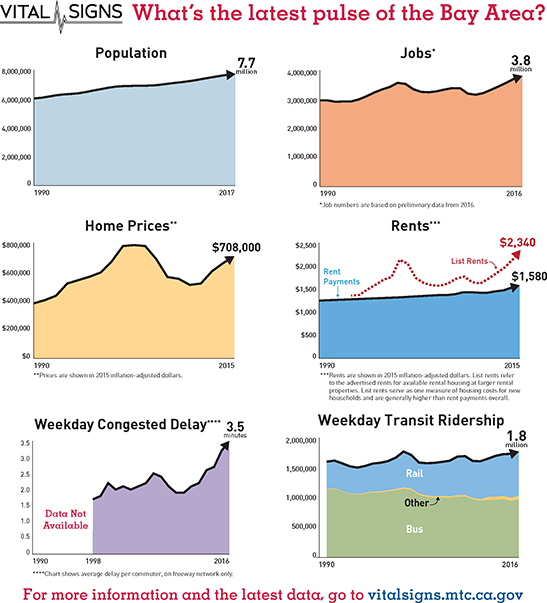 VITAL SIGNS
What's the latest pulse of the Bay Area?
Population
7.7
million
8,000,000
6,000,000
4,000,000
2,000,000
0
1990
2017
Jobs*
3.8
million
4,000,000
3,000,000
2,000,000
1,000,000
0
1990
2016
*Job numbers are based on preliminary data from 2016.
Home Prices**
$708,000
$800,000
$600,000
$400,000
$200,000
$0
1990
2015
**Prices are shown in 2015 inflation-adjusted dollars.
Rents***
$2,340
List Rents
Rent
Payments
$1,580
$2,500
$2,000
$1,500
$1,000
$500
$0
1990
2015
***Rents are shown in 2015 inflation-adjusted dollars. List rents refer
to the advertised rents for available rental housing at larger rental
properties. List rents serve as one measure of housing costs for new
households and are generally higher than rent payments overall.
Weekday Congested Delay****
3.5
minutes
3.5
3.0
2.5
2.0
1.5
1.0
0.5
0
Data Not
Available
1990
1998
2016
****Chart shows average delay per commuter, on freeway network only.
Weekday Transit Ridership
1.8
million
2,000,000
1,500,000
1,000,000
500,000
0
Rail
Other
Bus
1990
2016
For more information and the latest data, go to vitalsigns.mtc.ca.gov